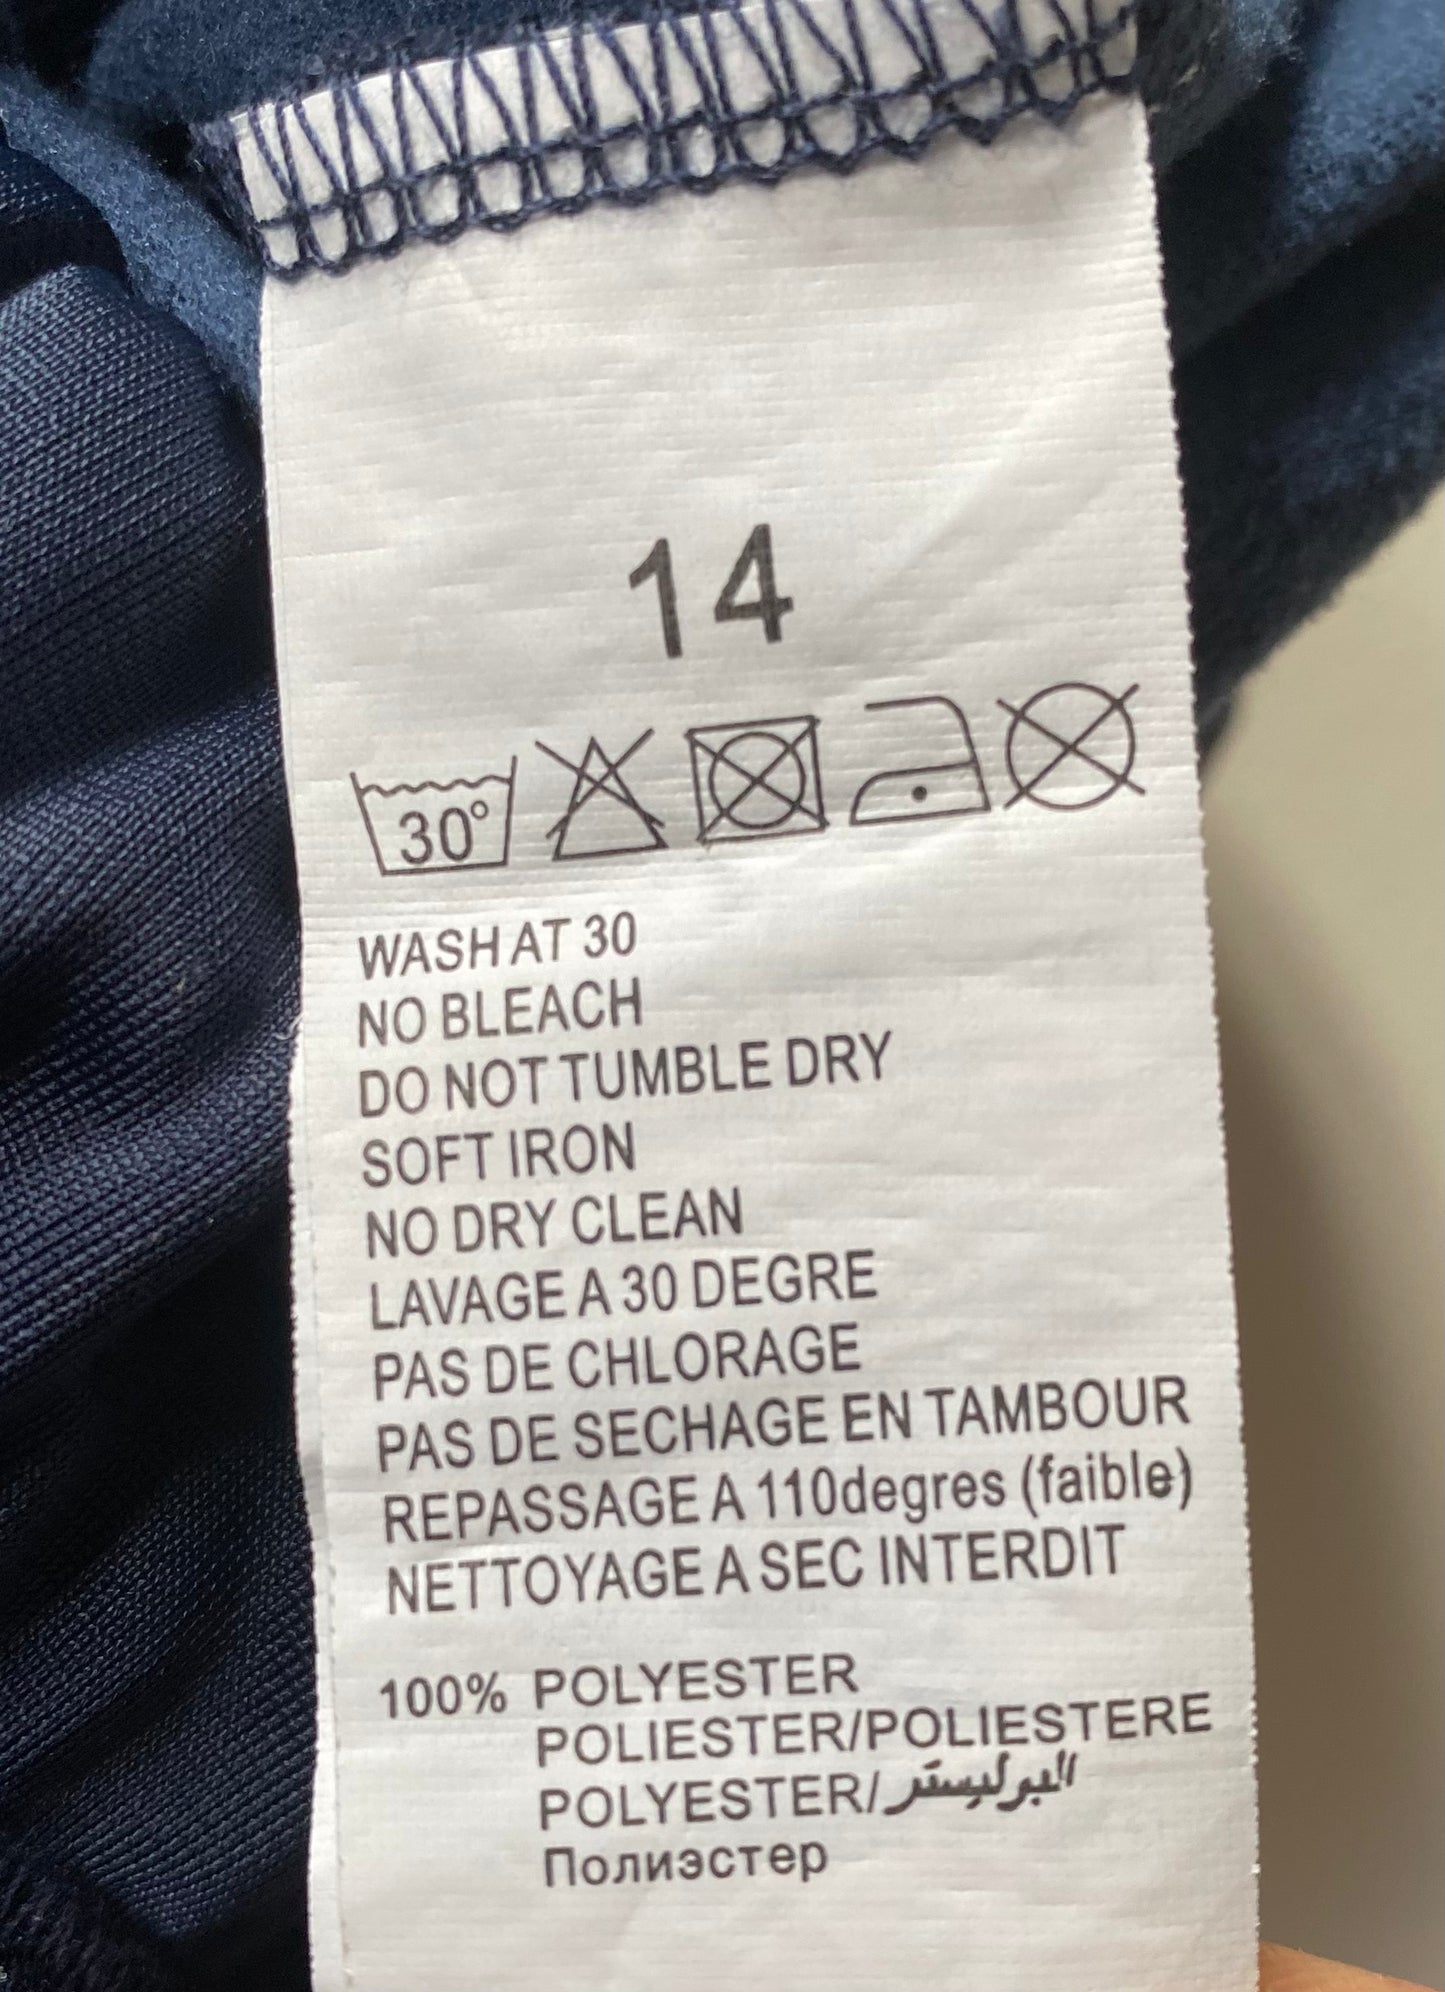 14
30°
WASH AT 30
NO BLEACH
DO NOT TUMBLE DRY
SOFT IRON
NO DRY CLEAN
LAVAGE A 30 DEGRE
PAS DE CHLORAGE
PAS DE SECHAGE EN TAMBOUR
REPASSAGE A 110degres (faible)
NETTOYAGE A SEC INTERDIT
100% POLYESTER
POLIESTER/POLIESTERE
POLYESTER/البوليستر
Полиэстер